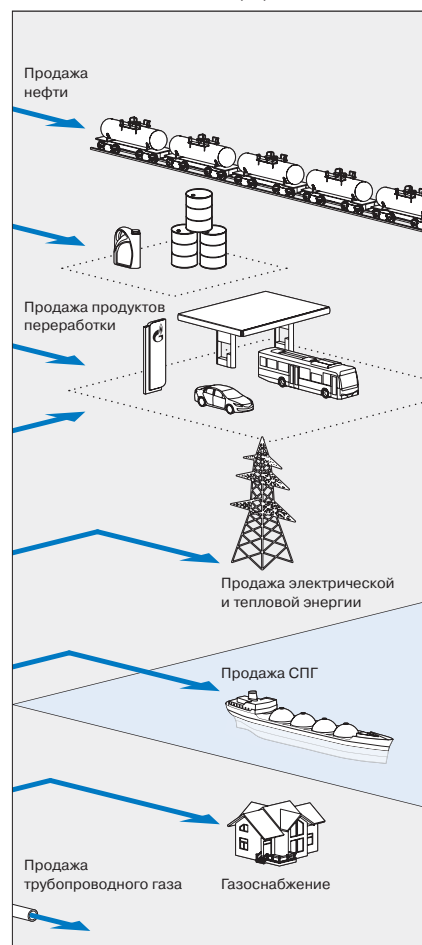 Продажа
нефти
Продажа продуктов
переработки
Продажа электрической
и тепловой энергии
Продажа СПГ
Продажа
трубопроводного газа
Газоснабжение